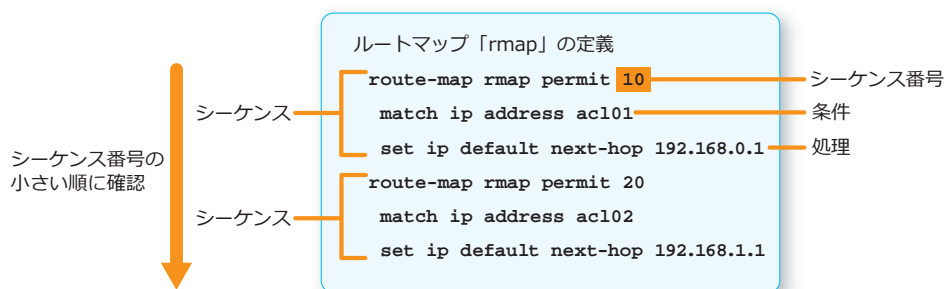 ルートマップ「rmap」の定義
route-map rmap permit 10
シーケンス番号
シーケンス
match ip address acl01
条件
set ip default next-hop 192.168.0.1
処理
シーケンス番号の
小さい順に確認
route-map rmap permit 20
シーケンス
match ip address acl02
set ip default next-hop 192.168.1.1